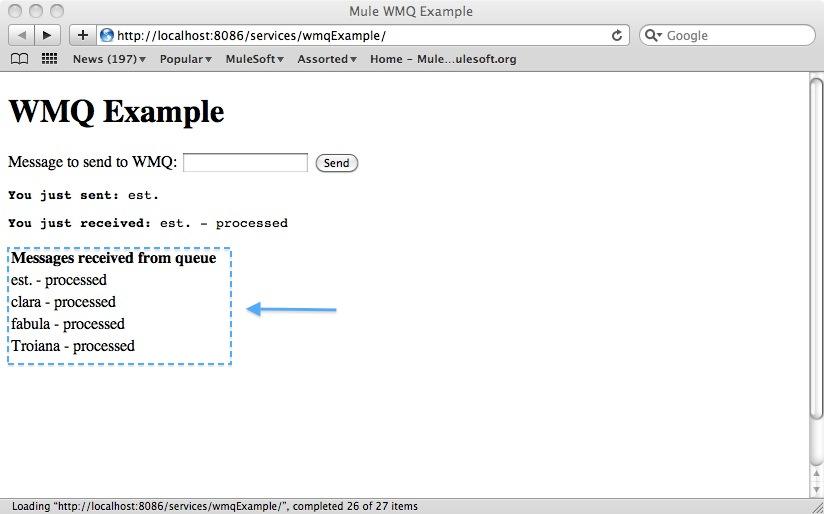 Mule WMQ Example
http://localhost:8086/services/wmqExample/
Google
News (197) Popular MuleSoft Assorted Home – Mule...ulesoft.org
WMQ Example
Message to send to WMQ: Send
You just sent: est.
You just received: est. - processed
Messages received from queue
est. - processed
clara - processed
fabula - processed
Troiana - processed
Loading “http://localhost:8086/services/wmqExample/”, completed 26 of 27 items